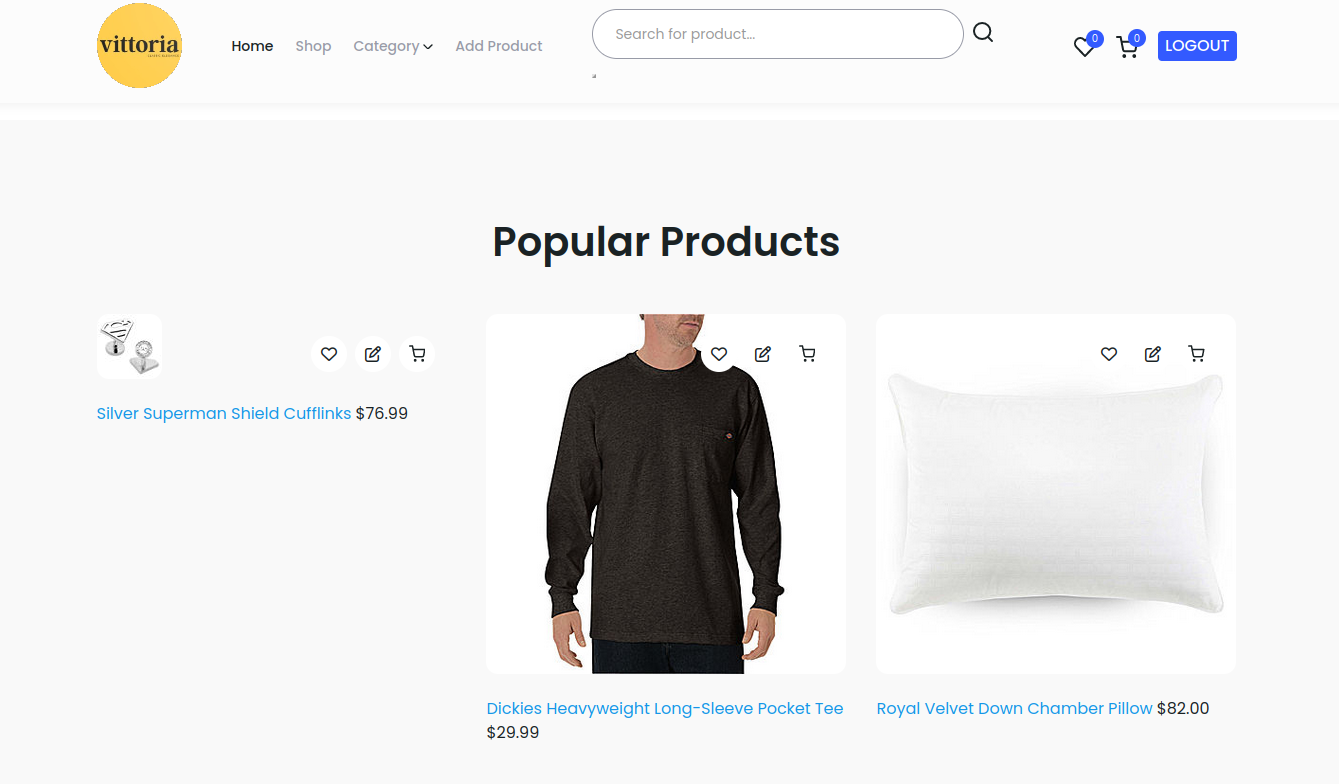 vittoria
Home
Shop
Category
Add Product
Search for product...
0
0
LOGOUT
Popular Products
Silver Superman Shield Cufflinks $76.99
Dickies Heavyweight Long-Sleeve Pocket Tee
$29.99
Royal Velvet Down Chamber Pillow $82.00